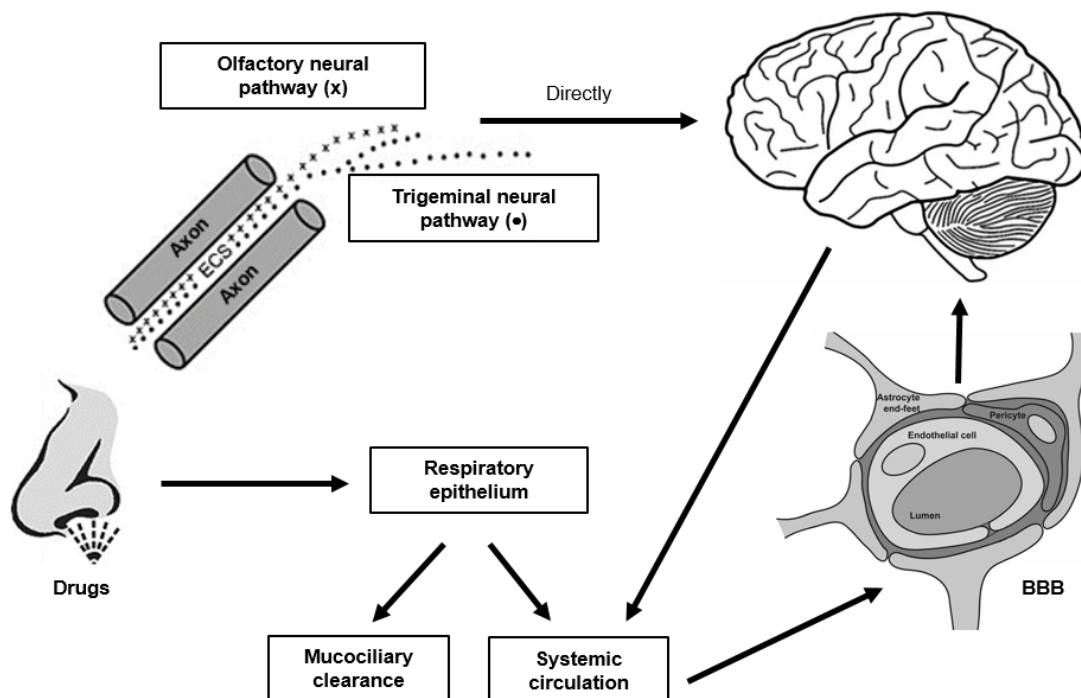 Olfactory neural
pathway (x)
Directly
Trigeminal neural
pathway (•)
Axon
ECS
Axon
Astrocyte
end-feet
Pericyte
Endothelial cell
Lumen
Respiratory
epithelium
Drugs
BBB
Mucociliary
clearance
Systemic
circulation